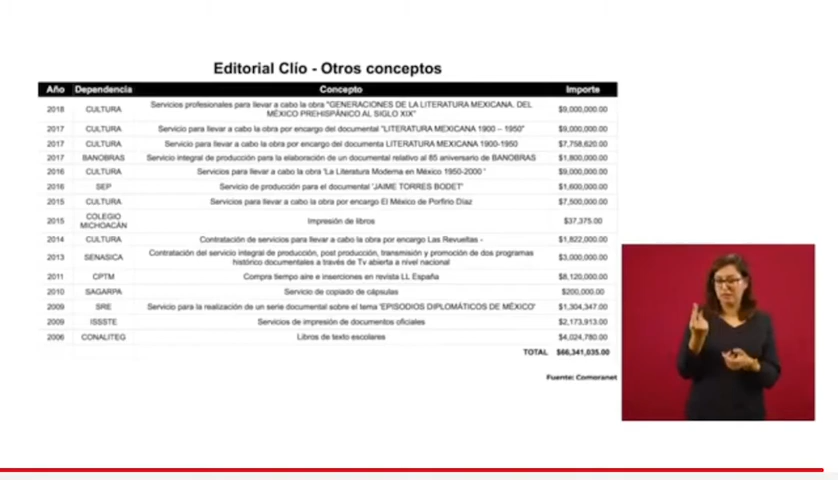 Editorial Clío - Otros conceptos
Año Dependencia Concepto Importe
2018 CULTURA Servicios profesionales para llevar a cabo la obra "GENERACIONES DE LA LITERATURA MEXICANA. DEL MÉXICO PREHISPÁNICO AL SIGLO XIX" $9,000,000.00
2017 CULTURA Servicio para llevar a cabo la obra por encargo del documental "LITERATURA MEXICANA 1900 – 1950" $9,000,000.00
2017 CULTURA Servicio para llevar a cabo la obra por encargo del documenta LITERATURA MEXICANA 1900-1950 $7,758,620.00
2017 BANOBRAS Servicio integral de producción para la elaboración de un documental relativo al 85 aniversario de BANOBRAS $1,800,000.00
2016 CULTURA Servicios para llevar a cabo la obra 'La Literatura Moderna en México 1950-2000 ' $9,000,000.00
2016 SEP Servicio de producción para el documental 'JAIME TORRES BODET' $1,600,000.00
2015 CULTURA Servicios para llevar a cabo la obra por encargo El México de Porfirio Díaz $7,500,000.00
2015 COLEGIO MICHOACÁN Impresión de libros $37,375.00
2014 CULTURA Contratación de servicios para llevar a cabo la obra por encargo Las Revueltas - $1,822,000.00
2013 SENASICA Contratación del servicio integral de producción, post producción, transmisión y promoción de dos programas histórico documentales a través de Tv abierta a nivel nacional $3,000,000.00
2011 CPTM Compra tiempo aire e inserciones en revista LL España $8,120,000.00
2010 SAGARPA Servicio de copiado de cápsulas $200,000.00
2009 SRE Servicio para la realización de un serie documental sobre el tema 'EPISODIOS DIPLOMÁTICOS DE MÉXICO' $1,304,347.00
2009 ISSSTE Servicios de impresión de documentos oficiales $2,173,913.00
2006 CONALITEG Libros de texto escolares $4,024,780.00
TOTAL $66,341,035.00
Fuente: Compranet